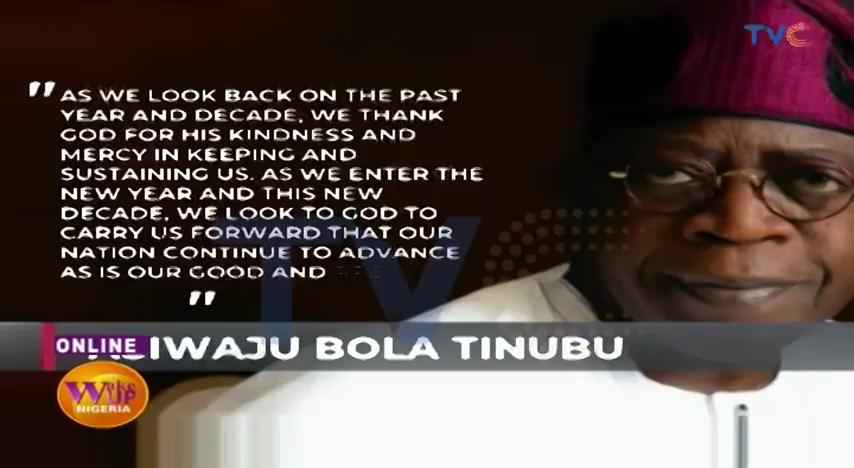 TVC
"
AS WE LOOK BACK ON THE PAST
YEAR AND DECADE, WE THANK
GOD FOR HIS KINDNESS AND
MERCY IN KEEPING AND
SUSTAINING US. AS WE ENTER THE
NEW YEAR AND THIS NEW
DECADE, WE LOOK TO GOD TO
CARRY US FORWARD THAT OUR
NATION CONTINUE TO ADVANCE
AS IS OUR GOOD AND
"
TVC
ONLINE
BOLA TINUBU
Wake
UP
NIGERIA